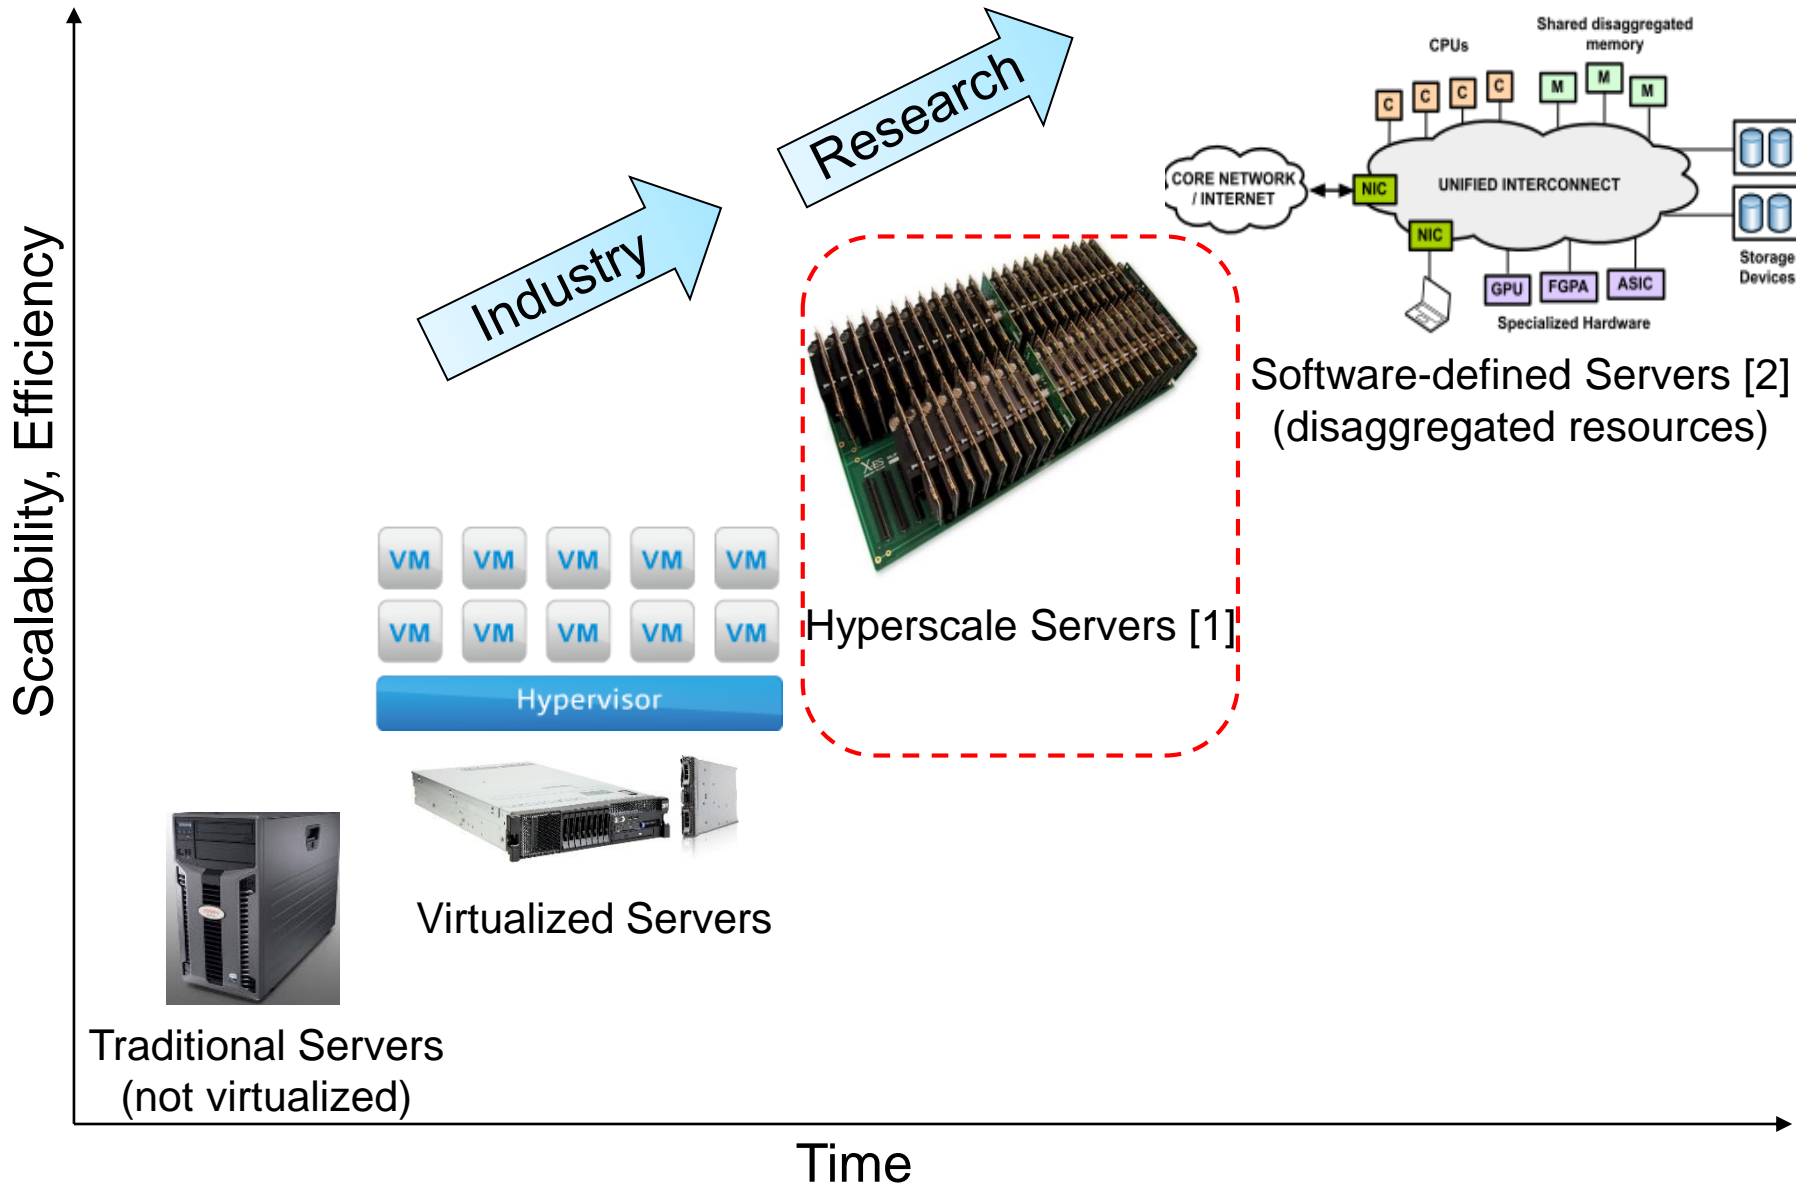 Shared disaggregated
memory
CPUs
C
C
C
C
M
M
M
Research
CORE NETWORK
/ INTERNET
NIC
UNIFIED INTERCONNECT
NIC
Storage
Devices
GPU
FGPA
ASIC
Specialized Hardware
Industry
Software-defined Servers [2]
(disaggregated resources)
Scalability, Efficiency
X-ES
VM VM VM VM VM
VM VM VM VM VM
Hyperscale Servers [1]
Hypervisor
Virtualized Servers
Traditional Servers
(not virtualized)
Time